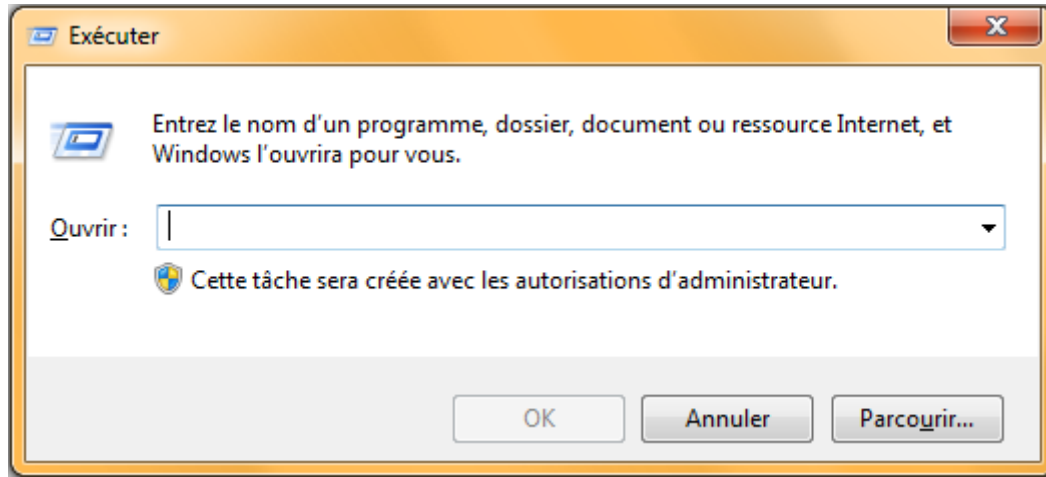 Exécuter
Entrez le nom d'un programme, dossier, document ou ressource Internet, et
Windows l'ouvrira pour vous.
Ouvrir :
Cette tâche sera créée avec les autorisations d'administrateur.
OK
Annuler
Parcourir...